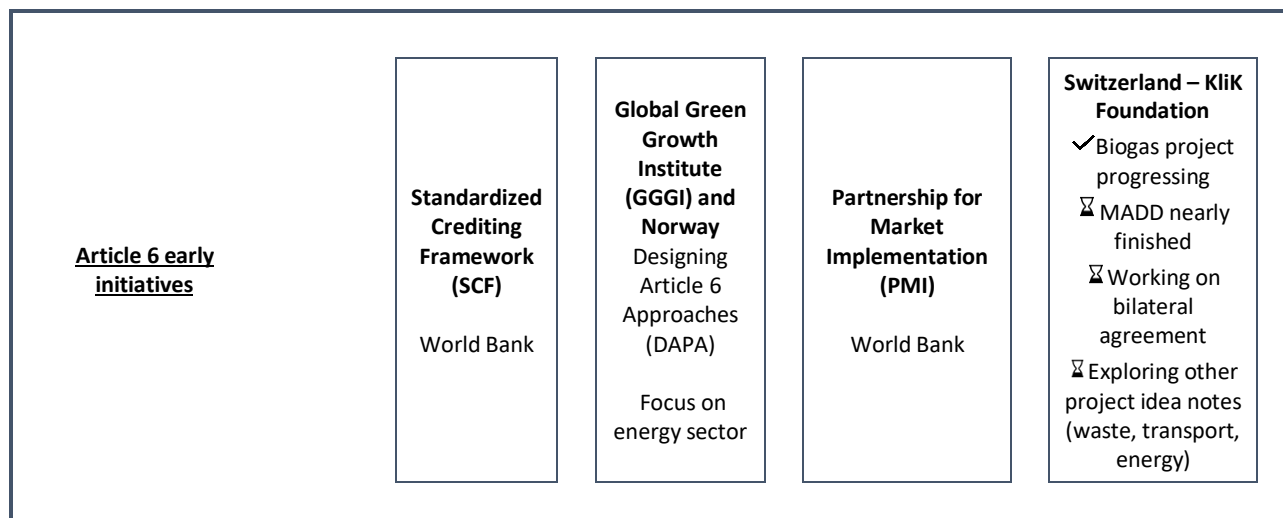 Article 6 early
initiatives
Standardized
Crediting
Framework
(SCF)
World Bank
Global Green
Growth
Institute
(GGGI) and
Norway
Designing
Article 6
Approaches
(DAPA)
Focus on
energy sector
Partnership for
Market
Implementation
(PMI)
World Bank
Switzerland – KliK
Foundation
✓Biogas project
progressing
⌛MADD nearly
finished
⌛Working on
bilateral
agreement
⌛Exploring other
project idea notes
(waste, transport,
energy)